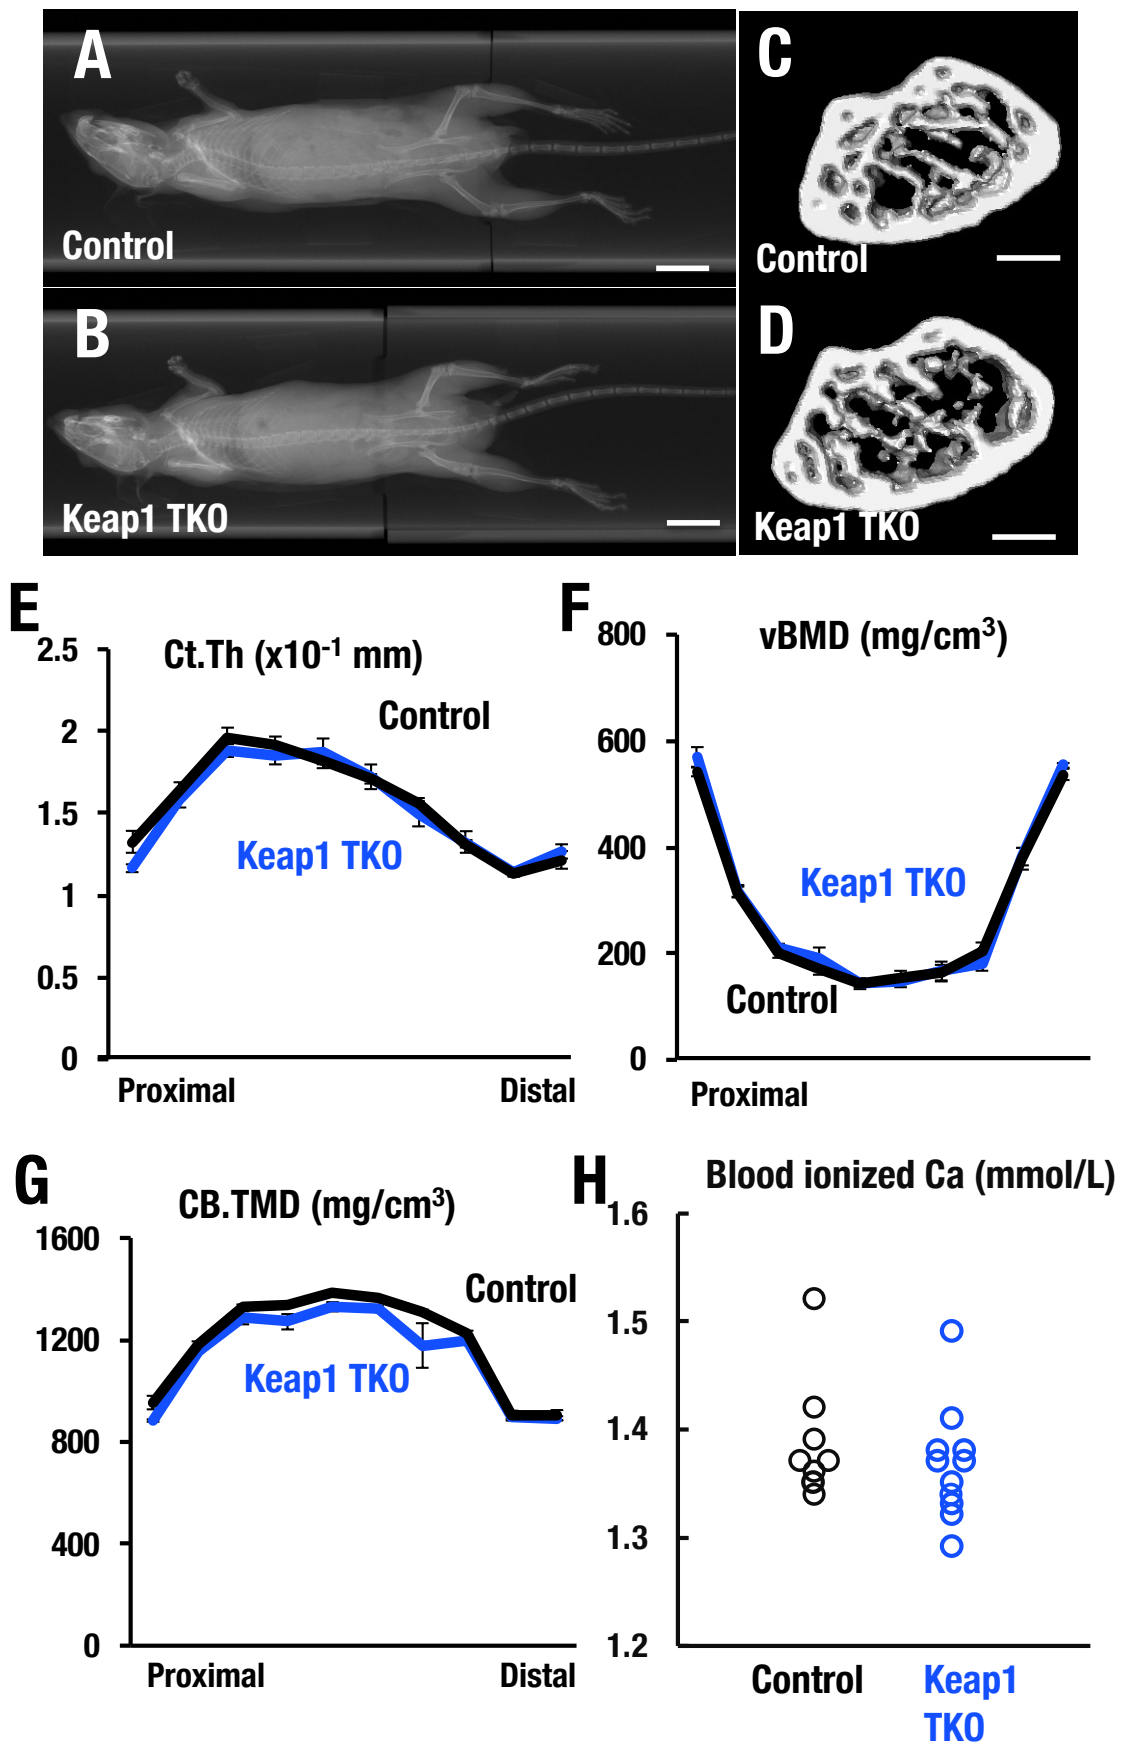 A
Control
B
Keap1 TKO
C
Control
D
Keap1 TKO
E
Ct.Th (x10⁻¹ mm)
2.5
2
1.5
1
0.5
0
Control
Keap1 TKO
Proximal
Distal
F
vBMD (mg/cm³)
800
600
400
200
0
Keap1 TKO
Control
Proximal
G
CB.TMD (mg/cm³)
1600
1200
800
400
0
Control
Keap1 TKO
Proximal
Distal
H
Blood ionized Ca (mmol/L)
1.6
1.5
1.4
1.3
1.2
Control
Keap1
TKO